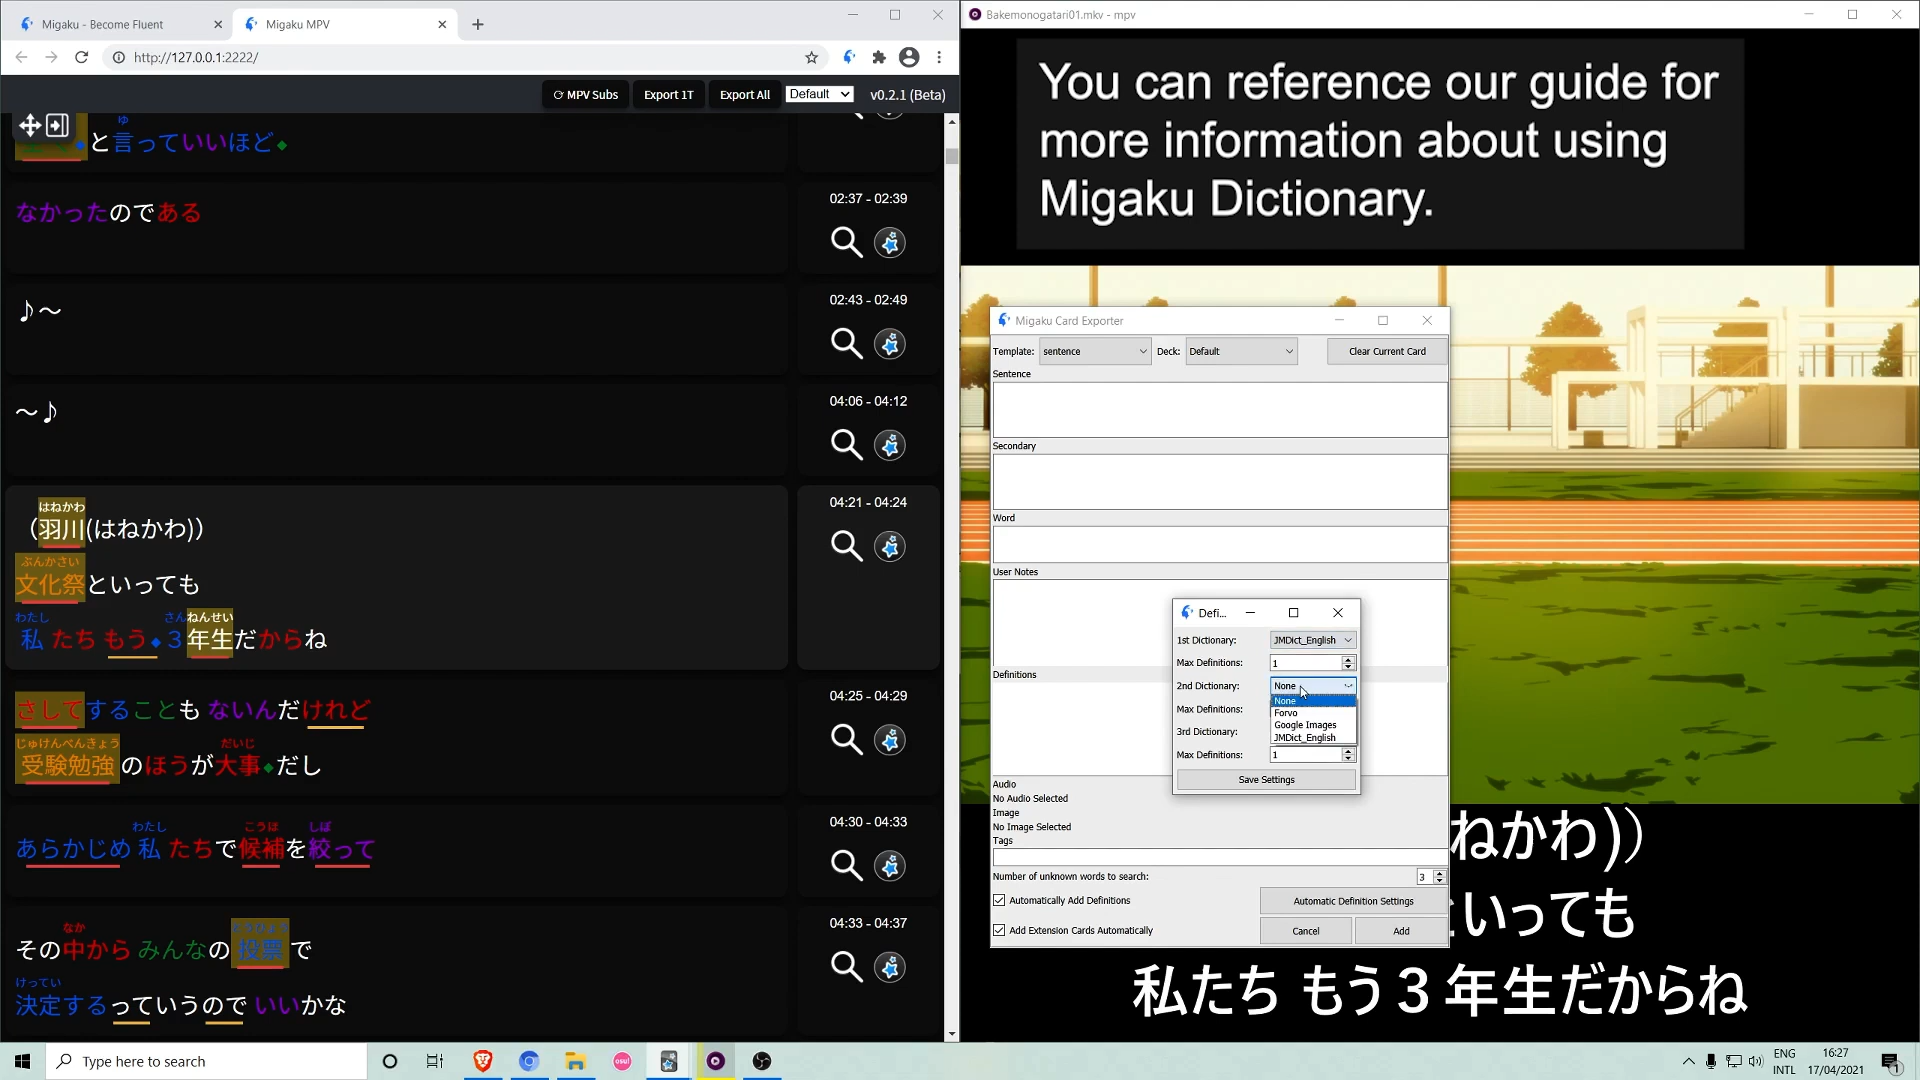 Migaku - Become Fluent
Migaku MPV
http://127.0.0.1:2222/
MPV Subs
Export 1T
Export All
Default
v0.2.1 (Beta)
ゆ
と言っていいほど
なかったのである
02:37 - 02:39
♪～
02:43 - 02:49
～♪
04:06 - 04:12
はねかわ
（羽川(はねかわ)）
ぶんかさい
文化祭といっても
わたし さん ねんせい
私たち もう３年生だからね
04:21 - 04:24
さしてすることも ないんだけれど
じゅけんべんきょう だいじ
受験勉強のほうが大事だし
04:25 - 04:29
わたし こうほ しぼ
あらかじめ 私たちで候補を絞って
04:30 - 04:33
なか
その中から みんなの投票で
けってい
決定するっていうので いいかな
04:33 - 04:37
Bakemonogatari01.mkv - mpv
You can reference our guide for
more information about using
Migaku Dictionary.
Migaku Card Exporter
Template: sentence Deck: Default Clear Current Card
Sentence
Secondary
Word
User Notes
Definitions
Defi...
1st Dictionary: JMDict_English
Max Definitions: 1
2nd Dictionary: None
None
Forvo
Google Images
JMDict_English
Max Definitions:
3rd Dictionary:
Max Definitions: 1
Save Settings
Audio
No Audio Selected
Image
No Image Selected
Tags
Number of unknown words to search: 3
Automatically Add Definitions
Automatic Definition Settings
Add Extension Cards Automatically
Cancel
Add
ねかわ)）
いっても
私たち もう３年生だからね
Type here to search
osu!
ENG
INTL
16:27
17/04/2021
1